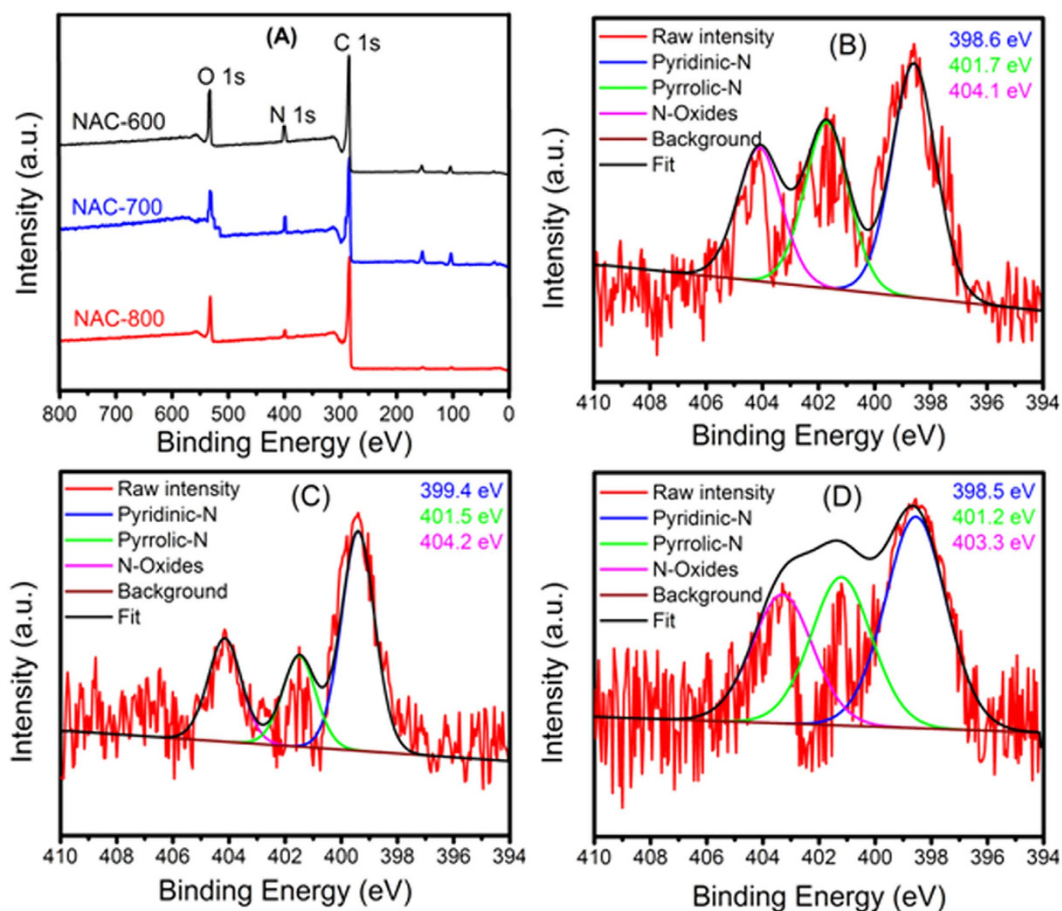 (A)
C 1s
O 1s
N 1s
NAC-600
NAC-700
NAC-800
Intensity (a.u.)
800 700 600 500 400 300 200 100 0
Binding Energy (eV)
(B)
Raw intensity
Pyridinic-N
Pyrrolic-N
N-Oxides
Background
Fit
398.6 eV
401.7 eV
404.1 eV
Intensity (a.u.)
410 408 406 404 402 400 398 396 394
Binding Energy (eV)
(C)
Raw intensity
Pyridinic-N
Pyrrolic-N
N-Oxides
Background
Fit
399.4 eV
401.5 eV
404.2 eV
Intensity (a.u.)
410 408 406 404 402 400 398 396 394
Binding Energy (eV)
(D)
Raw intensity
Pyridinic-N
Pyrrolic-N
N-Oxides
Background
Fit
398.5 eV
401.2 eV
403.3 eV
Intensity (a.u.)
410 408 406 404 402 400 398 396 394
Binding Energy (eV)